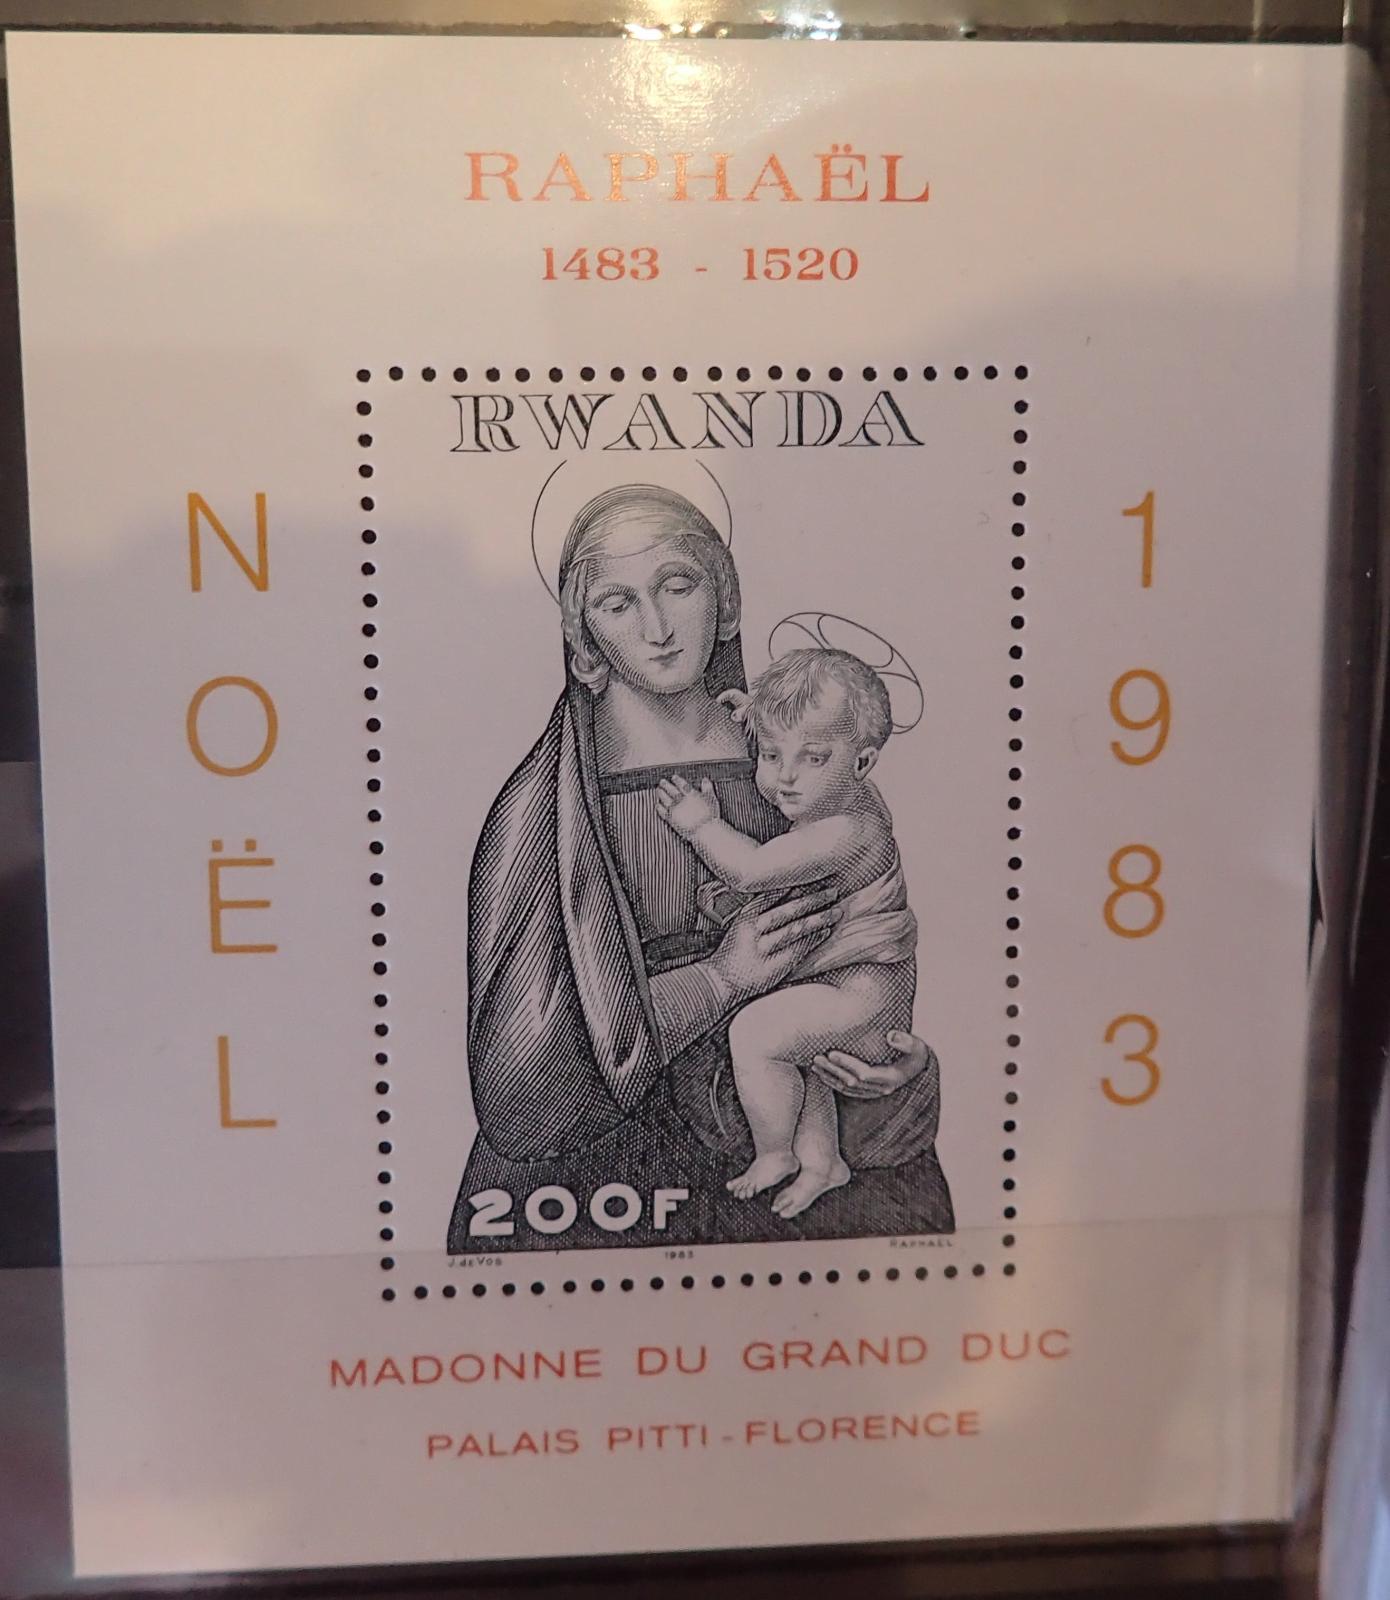 RAPHAËL
1483 - 1520
RWANDA
NOËL
1983
200F
J. de Vos
1983
RAPHAEL
MADONNE DU GRAND DUC
PALAIS PITTI - FLORENCE